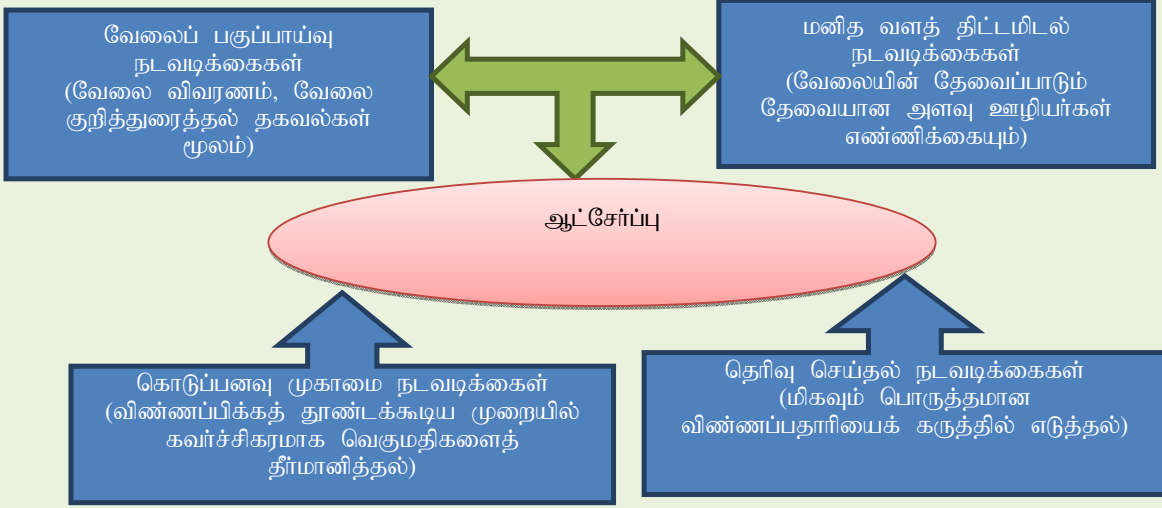 வேலைப் பகுப்பாய்வு
நடவடிக்கைகள்
(வேலை விவரணம், வேலை
குறித்துரைத்தல் தகவல்கள்
மூலம்)
மனித வளத் திட்டமிடல்
நடவடிக்கைகள்
(வேலையின் தேவைப்பாடும்
தேவையான அளவு ஊழியர்கள்
எண்ணிக்கையும்)
ஆட்சேர்ப்பு
கொடுப்பனவு முகாமை நடவடிக்கைள்
(விண்ணப்பிக்கத் தூண்டக்கூடிய முறையில்
கவர்ச்சிகரமாக வெகுமதிகளைத்
தீர்மானித்தல்)
தெரிவு செய்தல் நடவடிக்கைகள்
(மிகவும் பொருத்தமான
விண்ணப்பதாரியைக் கருத்தில் எடுத்தல்)